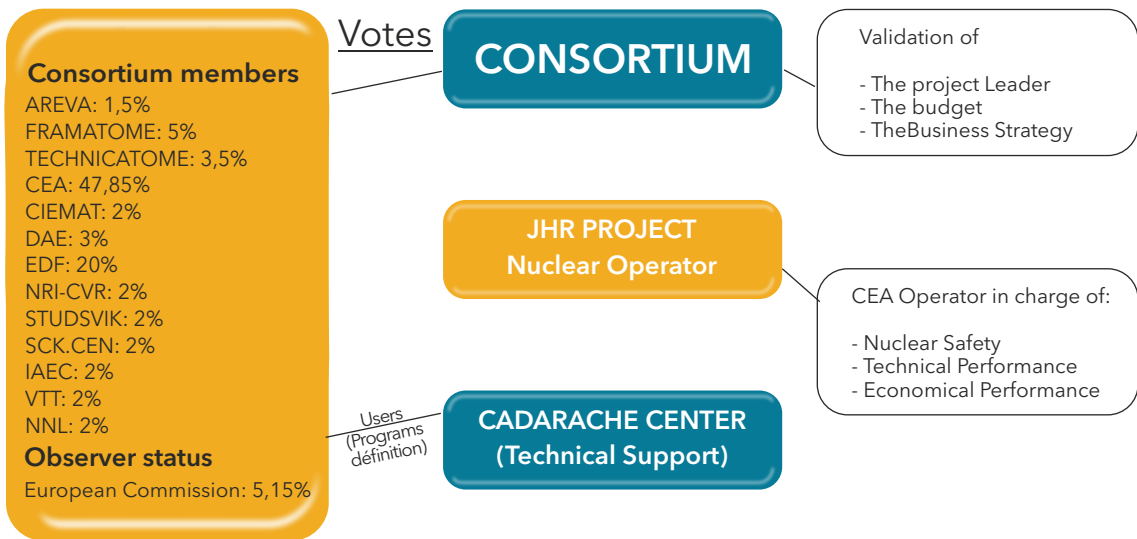 Consortium members
AREVA: 1,5%
FRAMATOME: 5%
TECHNICATOME: 3,5%
CEA: 47,85%
CIEMAT: 2%
DAE: 3%
EDF: 20%
NRI-CVR: 2%
STUDSVIK: 2%
SCK.CEN: 2%
IAEC: 2%
VTT: 2%
NNL: 2%
Observer status
European Commission: 5,15%
Votes
CONSORTIUM
Validation of
- The project Leader
- The budget
- TheBusiness Strategy
JHR PROJECT
Nuclear Operator
CEA Operator in charge of:
- Nuclear Safety
- Technical Performance
- Economical Performance
Users
(Programs
définition)
CADARACHE CENTER
(Technical Support)